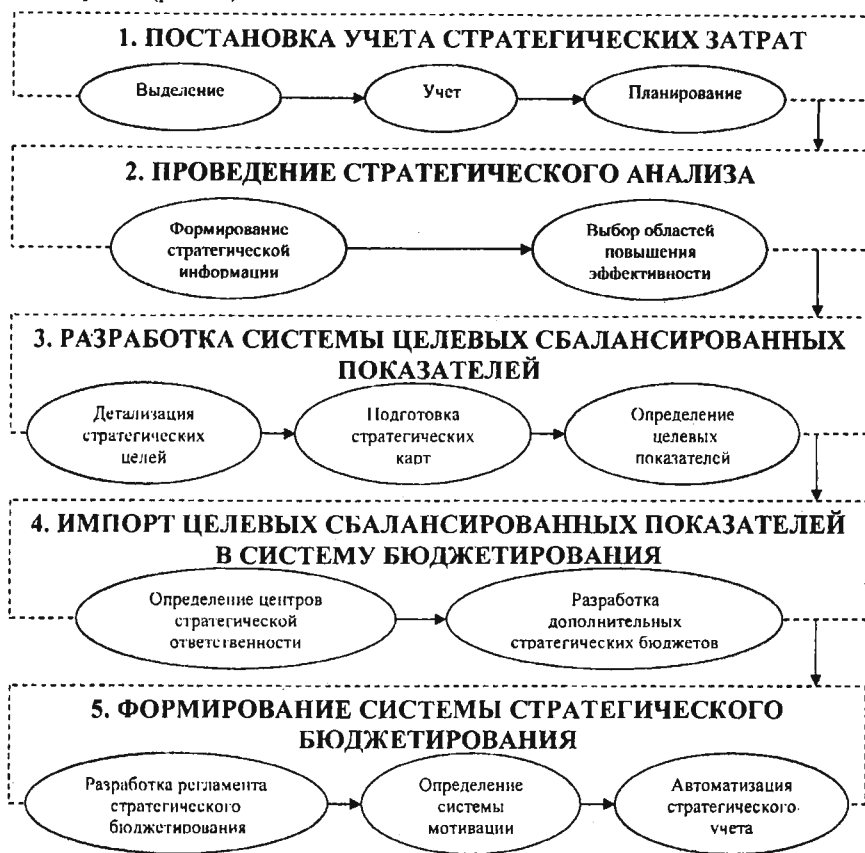 1. ПОСТАНОВКА УЧЕТА СТРАТЕГИЧЕСКИХ ЗАТРАТ
Выделение
Учет
Планирование
2. ПРОВЕДЕНИЕ СТРАТЕГИЧЕСКОГО АНАЛИЗА
Формирование
стратегической
информации
Выбор областей
повышения
эффективности
3. РАЗРАБОТКА СИСТЕМЫ ЦЕЛЕВЫХ СБАЛАНСИРОВАННЫХ
ПОКАЗАТЕЛЕЙ
Детализация
стратегических
целей
Подготовка
стратегических
карт
Определение
целевых
показателей
4. ИМПОРТ ЦЕЛЕВЫХ СБАЛАНСИРОВАННЫХ ПОКАЗАТЕЛЕЙ
В СИСТЕМУ БЮДЖЕТИРОВАНИЯ
Определение центров
стратегической
ответственности
Разработка
дополнительных
стратегических бюджетов
5. ФОРМИРОВАНИЕ СИСТЕМЫ СТРАТЕГИЧЕСКОГО
БЮДЖЕТИРОВАНИЯ
Разработка регламента
стратегического
бюджетирования
Определение
системы
мотивации
Автоматизация
стратегического
учета